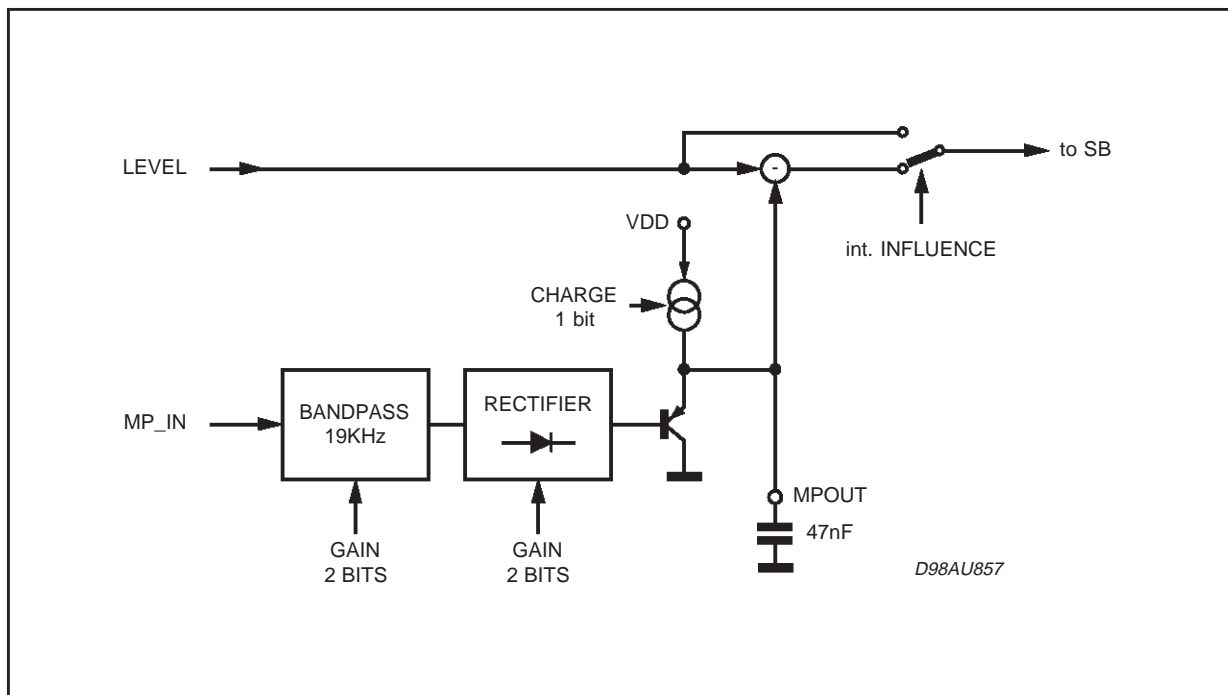 LEVEL
-
to SB
VDD
int. INFLUENCE
CHARGE
1 bit
MP_IN
BANDPASS
19KHz
RECTIFIER
MPOUT
47nF
GAIN
2 BITS
GAIN
2 BITS
D98AU857